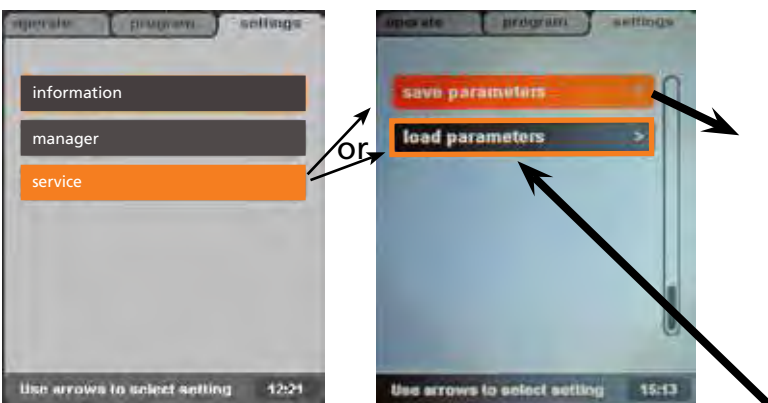 operate program settings
information
manager
service
Use arrows to select setting 12:21
or
operate program settings
save parameters >
load parameters >
Use arrows to select setting 15:13